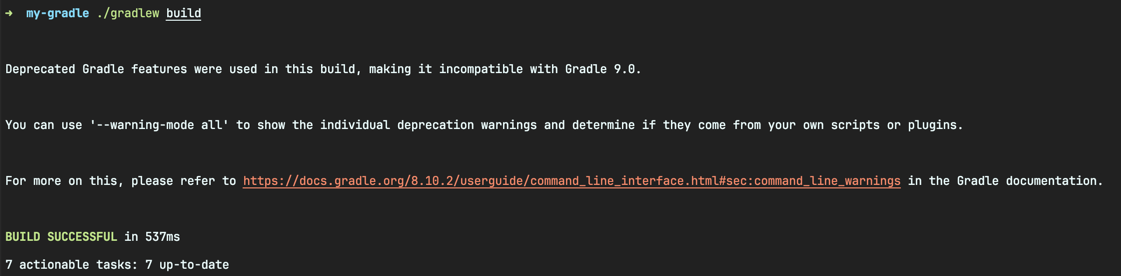 ➜ my-gradle ./gradlew build
Deprecated Gradle features were used in this build, making it incompatible with Gradle 9.0.
You can use '--warning-mode all' to show the individual deprecation warnings and determine if they come from your own scripts or plugins.
For more on this, please refer to https://docs.gradle.org/8.10.2/userguide/command_line_interface.html#sec:command_line_warnings in the Gradle documentation.
BUILD SUCCESSFUL in 537ms
7 actionable tasks: 7 up-to-date